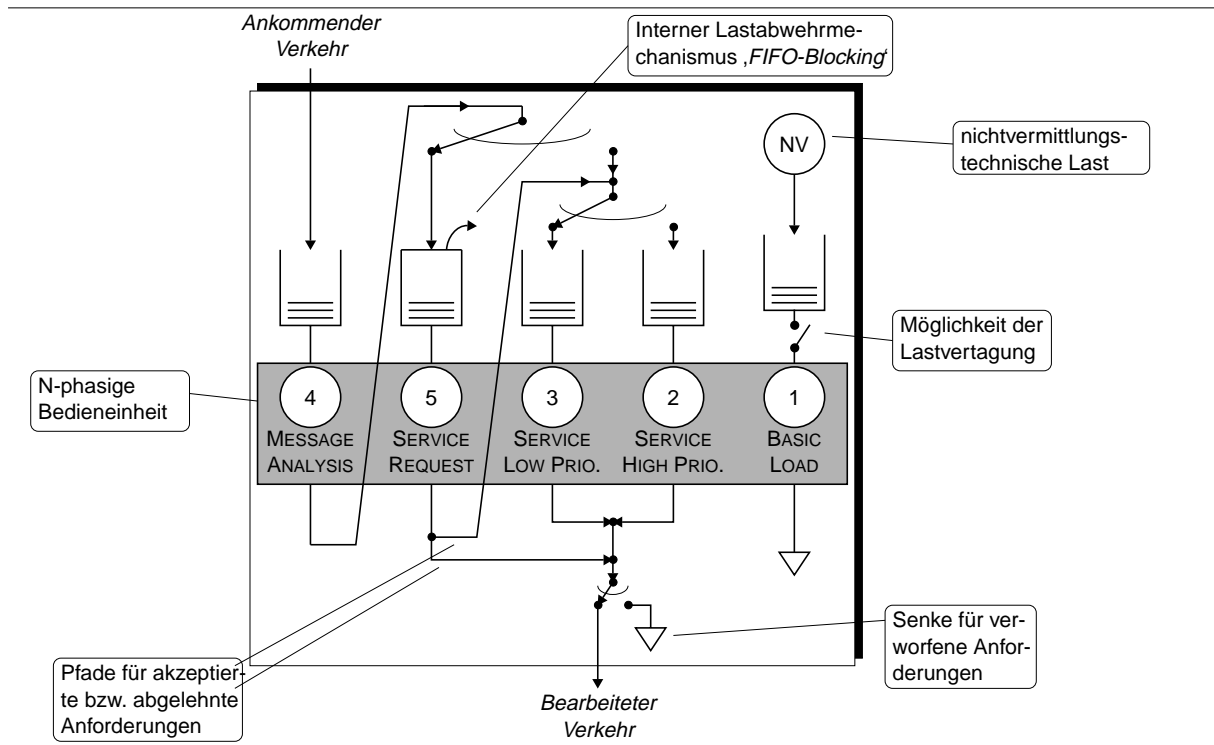 Ankommender
Verkehr
Interner Lastabwehrme-
chanismus ‚FIFO-Blocking‘
NV
nichtvermittlungs-
technische Last
Möglichkeit der
Lastvertagung
N-phasige
Bedieneinheit
4
5
3
2
1
MESSAGE
ANALYSIS
SERVICE
REQUEST
SERVICE
LOW PRIO.
SERVICE
HIGH PRIO.
BASIC
LOAD
Senke für ver-
worfene Anfor-
derungen
Pfade für akzeptier-
te bzw. abgelehnte
Anforderungen
Bearbeiteter
Verkehr